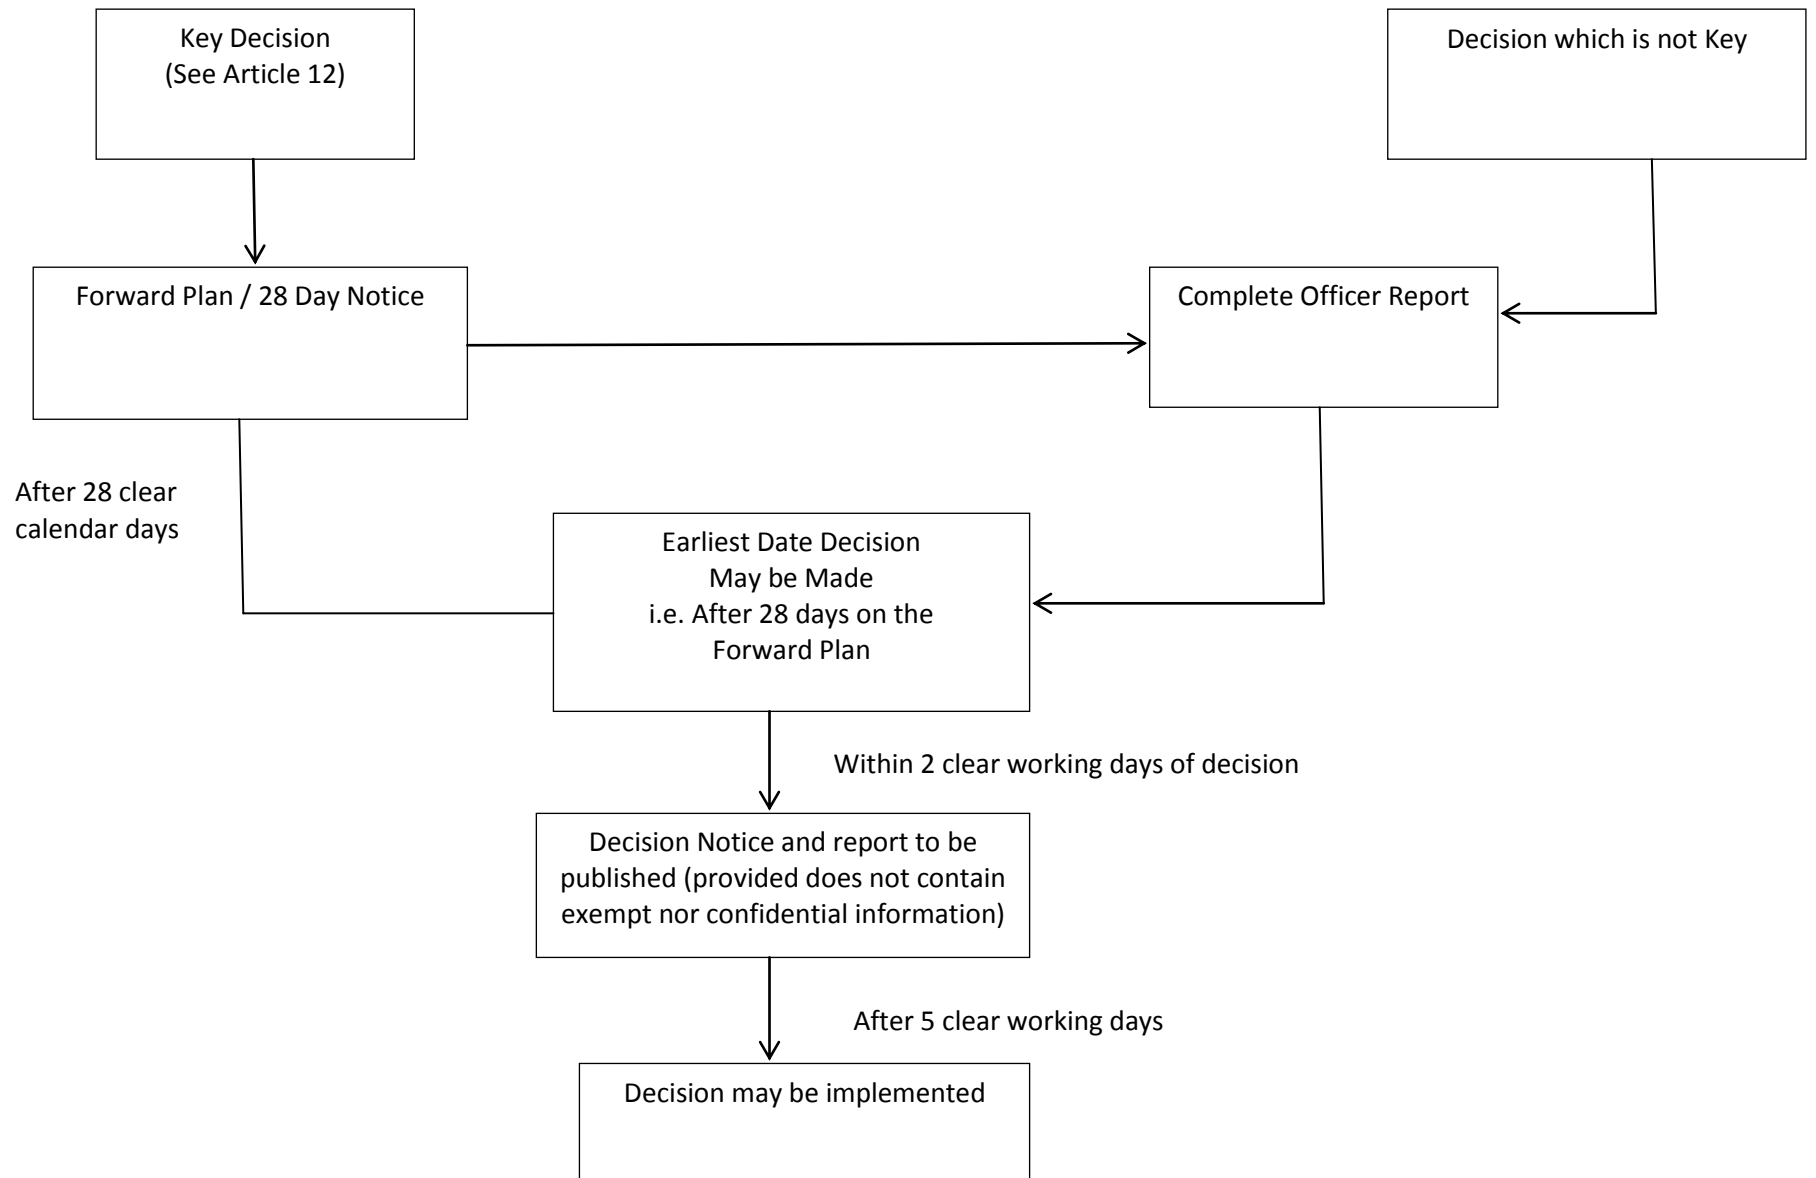 Key Decision
(See Article 12)
Decision which is not Key
Forward Plan / 28 Day Notice
Complete Officer Report
After 28 clear
calendar days
Earliest Date Decision
May be Made
i.e. After 28 days on the
Forward Plan
Within 2 clear working days of decision
Decision Notice and report to be
published (provided does not contain
exempt nor confidential information)
After 5 clear working days
Decision may be implemented